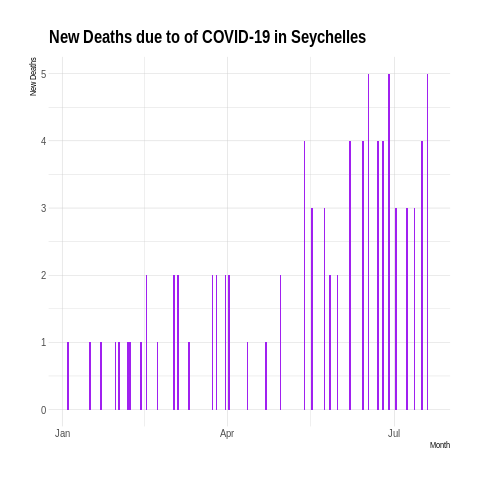 New Deaths due to of COVID-19 in Seychelles
New Deaths
5
4
3
2
1
0
Jan
Apr
Jul
Month